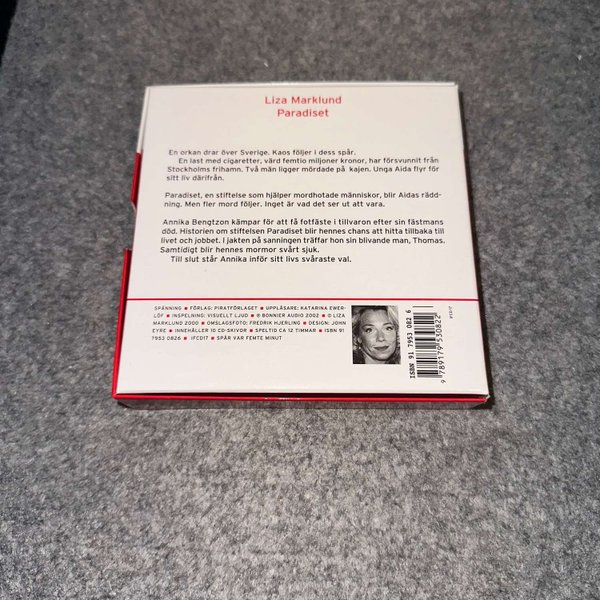 Liza Marklund
Paradiset
En orkan drar över Sverige. Kaos följer i dess spår.
En last med cigaretter, värd femtio miljoner kronor, har försvunnit från
Stockholms frihamn. Två män ligger mördade på kajen. Unga Aida flyr för
sitt liv därifrån.
Paradiset, en stiftelse som hjälper mordhotade människor, blir Aidas rädd-
ning. Men fler mord följer. Inget är vad det ser ut att vara.
Annika Bengtzon kämpar för att få fotfäste i tillvaron efter sin fästmans
död. Historien om stiftelsen Paradiset blir hennes chans att hitta tillbaka till
livet och jobbet. I jakten på sanningen träffar hon sin blivande man, Thomas.
Samtidigt blir hennes mormor svårt sjuk.
Till slut står Annika inför sitt livs svåraste val.
SPÄNNING ■ FÖRLAG: PIRATFÖRLAGET ■ UPPLÄSARE: KATARINA EWER-
LÖF ■ INSPELNING: VISUELLT LJUD ■ ℗ BONNIER AUDIO 2002 ■ © LIZA
MARKLUND 2000 ■ OMSLAGSFOTO: FREDRIK HJERLING ■ DESIGN: JOHN
EYRE ■ INNEHÅLLER 10 CD-SKIVOR ■ SPELTID CA 12 TIMMAR ■ ISBN 91
7953 0826 ■ IFCD17 ■ SPÅR VAR FEMTE MINUT
ISBN 91 7953 082 6
9 789179 530822